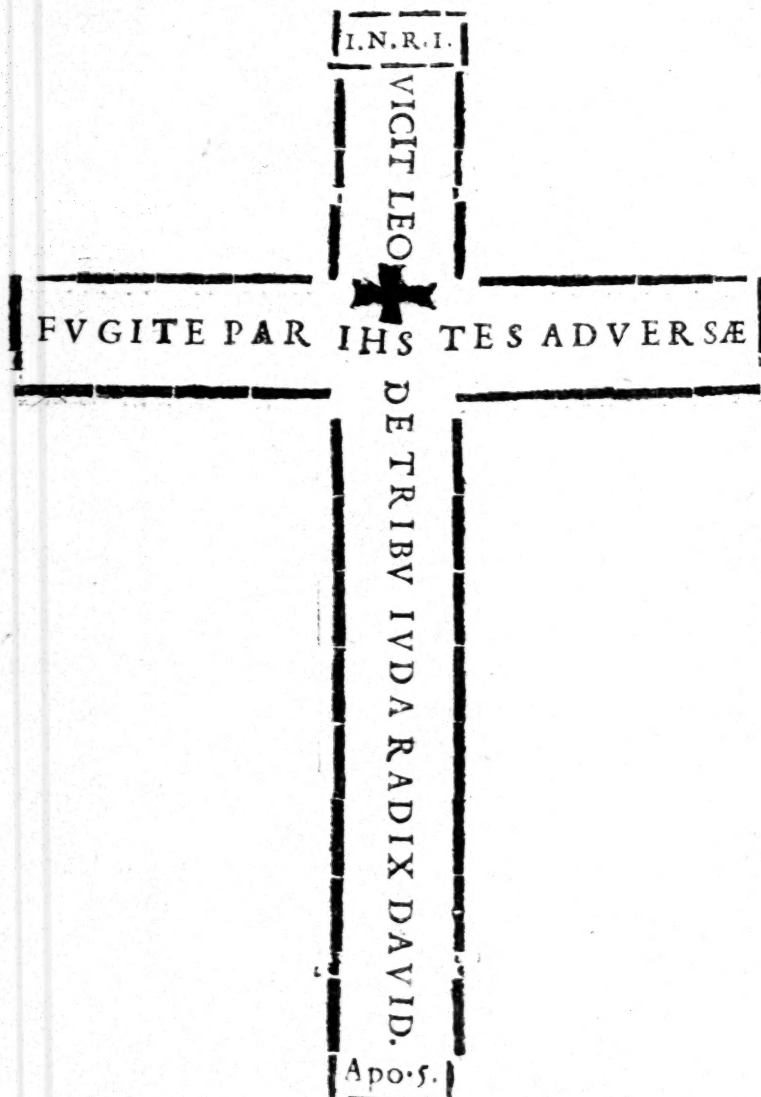 I.N.R.I.
VICIT LEO
FVGITE PAR IHS TES ADVERSÆ
DE TRIBV IVDA RADIX DAVID.
Apo.5.